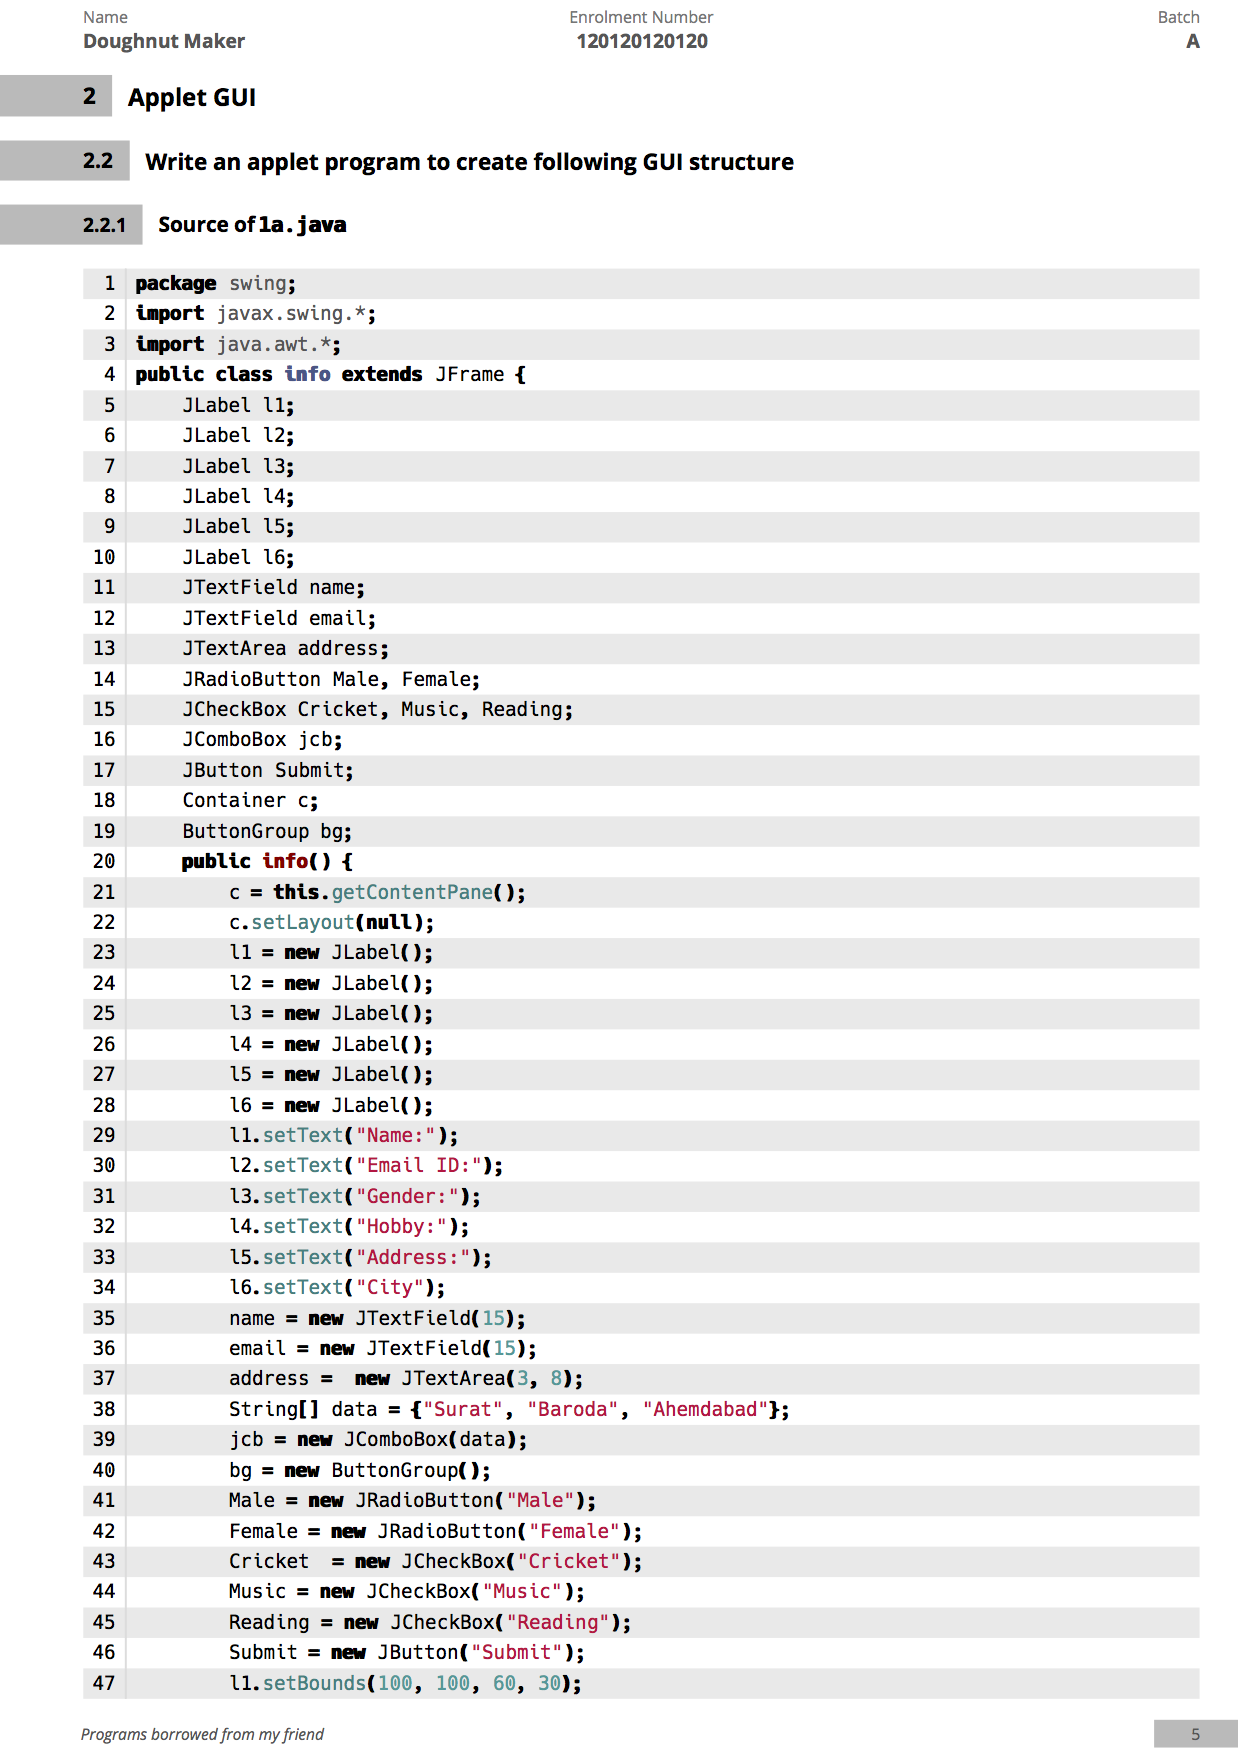 Name Enrolment Number Batch
Doughnut Maker 120120120120 A
2 Applet GUI
2.2 Write an applet program to create following GUI structure
2.2.1 Source of 1a.java
1 package swing;
2 import javax.swing.*;
3 import java.awt.*;
4 public class info extends JFrame {
5     JLabel l1;
6     JLabel l2;
7     JLabel l3;
8     JLabel l4;
9     JLabel l5;
10     JLabel l6;
11     JTextField name;
12     JTextField email;
13     JTextArea address;
14     JRadioButton Male, Female;
15     JCheckBox Cricket, Music, Reading;
16     JComboBox jcb;
17     JButton Submit;
18     Container c;
19     ButtonGroup bg;
20     public info() {
21         c = this.getContentPane();
22         c.setLayout(null);
23         l1 = new JLabel();
24         l2 = new JLabel();
25         l3 = new JLabel();
26         l4 = new JLabel();
27         l5 = new JLabel();
28         l6 = new JLabel();
29         l1.setText("Name:");
30         l2.setText("Email ID:");
31         l3.setText("Gender:");
32         l4.setText("Hobby:");
33         l5.setText("Address:");
34         l6.setText("City");
35         name = new JTextField(15);
36         email = new JTextField(15);
37         address =  new JTextArea(3, 8);
38         String[] data = {"Surat", "Baroda", "Ahemdabad"};
39         jcb = new JComboBox(data);
40         bg = new ButtonGroup();
41         Male = new JRadioButton("Male");
42         Female = new JRadioButton("Female");
43         Cricket  = new JCheckBox("Cricket");
44         Music = new JCheckBox("Music");
45         Reading = new JCheckBox("Reading");
46         Submit = new JButton("Submit");
47         l1.setBounds(100, 100, 60, 30);
Programs borrowed from my friend 5